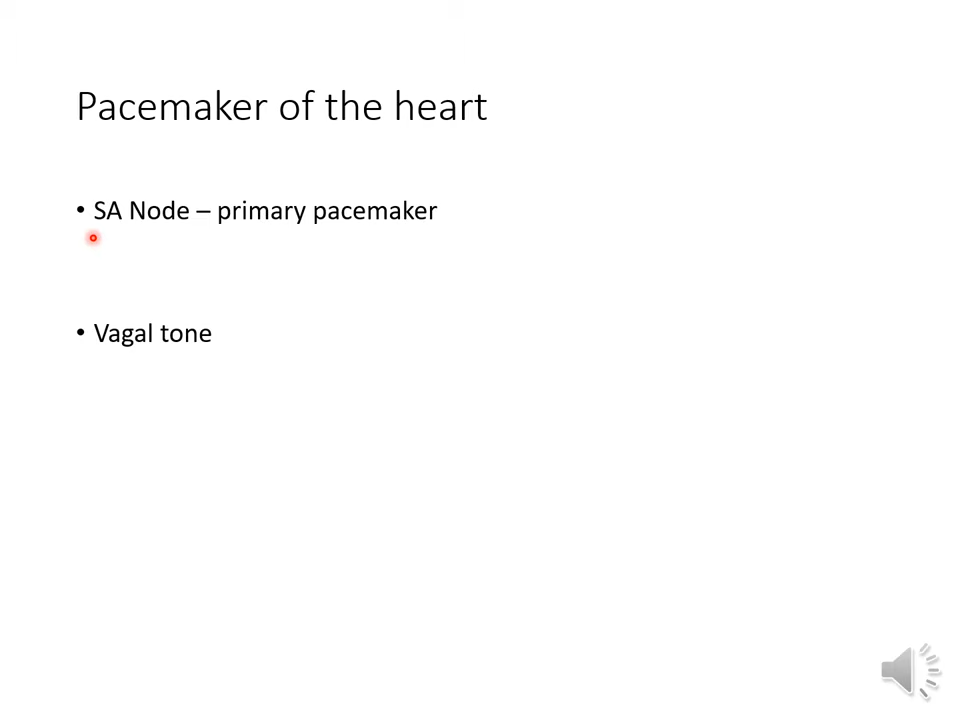 Pacemaker of the heart
• SA Node – primary pacemaker
• Vagal tone